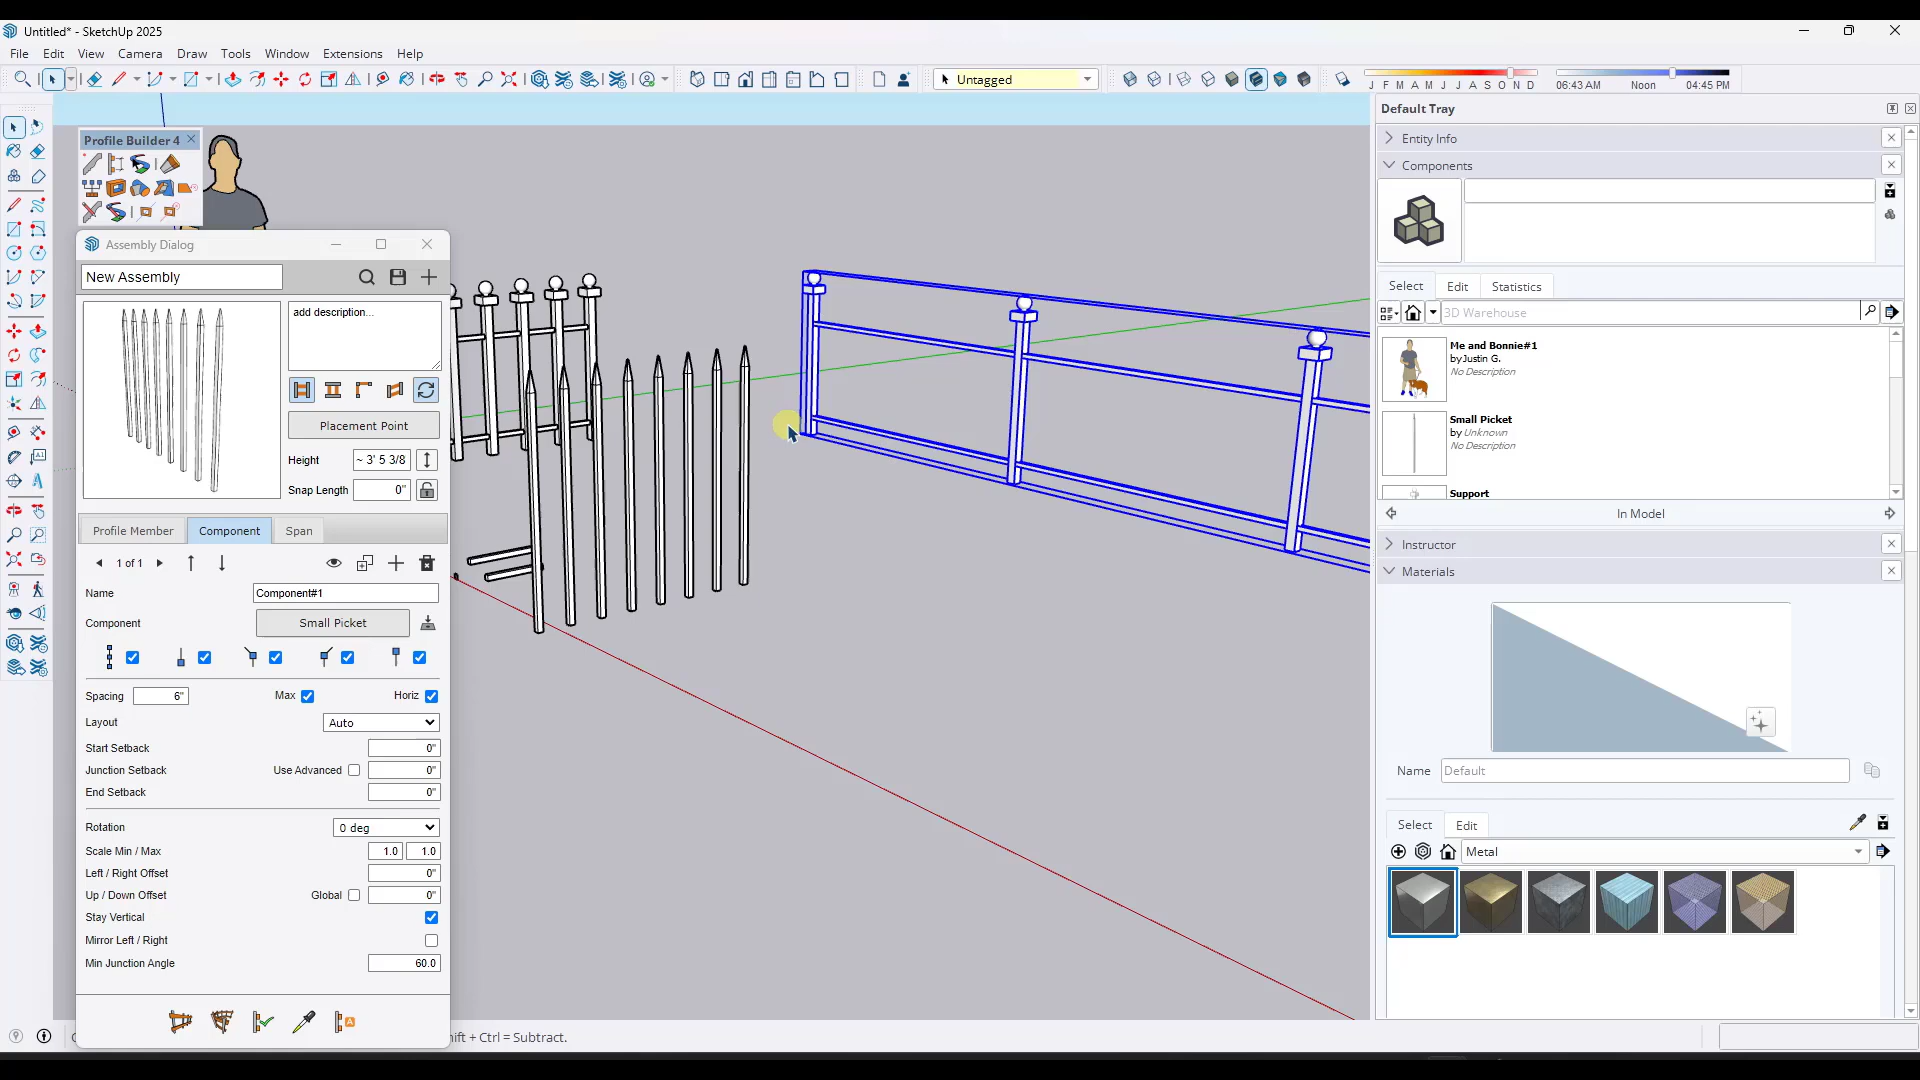 Untitled* - SketchUp 2025
File Edit View Camera Draw Tools Window Extensions Help
Untagged
J F M A M J J A S O N D
06:43 AM Noon 04:45 PM
Profile Builder 4
Assembly Dialog
New Assembly
add description...
Placement Point
Height ~ 3' 5 3/8
Snap Length 0"
Profile Member Component Span
1 of 1
Name Component#1
Component Small Picket
Spacing 6" Max Horiz
Layout Auto
Start Setback 0"
Junction Setback Use Advanced 0"
End Setback 0"
Rotation 0 deg
Scale Min / Max 1.0 1.0
Left / Right Offset 0"
Up / Down Offset Global 0"
Stay Vertical
Mirror Left / Right
Min Junction Angle 60.0
ift + Ctrl = Subtract.
Default Tray
Entity Info
Components
Select Edit Statistics
3D Warehouse
Me and Bonnie#1
by Justin G.
No Description
Small Picket
by Unknown
No Description
Support
In Model
Instructor
Materials
Name Default
Select Edit
Metal